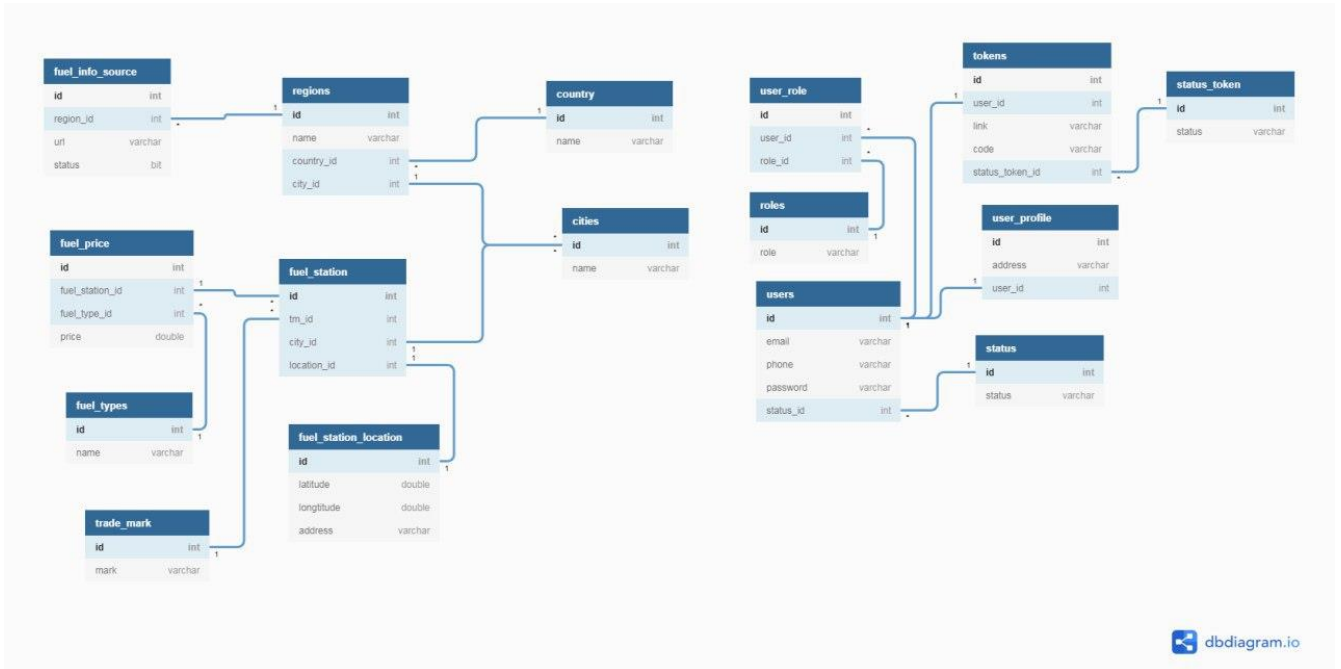 fuel_info_source
id int
region_id int
url varchar
status bit
regions
id int
name varchar
country_id int
city_id int
country
id int
name varchar
cities
id int
name varchar
fuel_price
id int
fuel_station_id int
fuel_type_id int
price double
fuel_station
id int
tm_id int
city_id int
location_id int
fuel_types
id int
name varchar
fuel_station_location
id int
latitude double
longtitude double
address varchar
trade_mark
id int
mark varchar
user_role
id int
user_id int
role_id int
roles
id int
role varchar
users
id int
email varchar
phone varchar
password varchar
status_id int
tokens
id int
user_id int
link varchar
code varchar
status_token_id int
status_token
id int
status varchar
user_profile
id int
address varchar
user_id int
status
id int
status varchar
dbdiagram.io